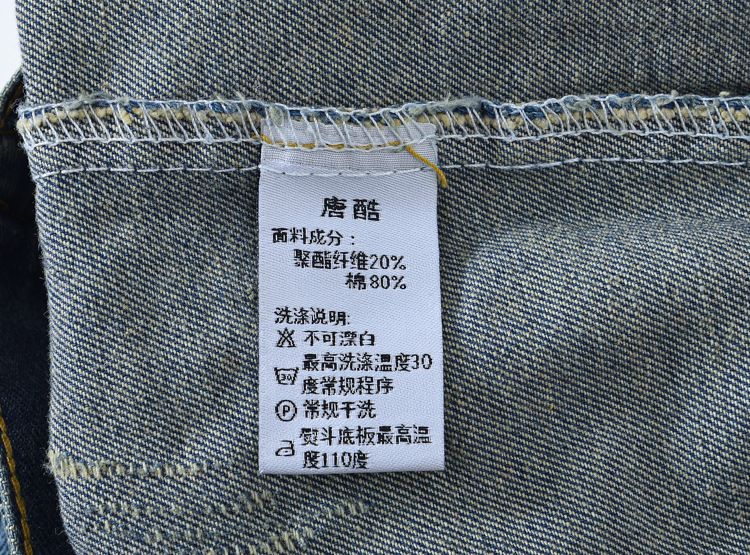 唐酷
面料成分:
聚酯纤维20%
棉80%
洗涤说明:
不可漂白
最高洗涤温度30
30
度常规程序
P 常规干洗
熨斗底板最高温
度110度